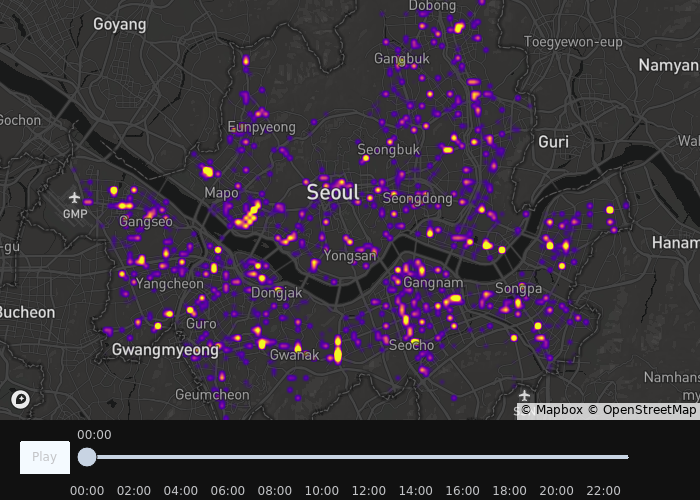 Dobong
Goyang
Toegyewon-eup
Gangbuk
Namyan
Gochon
Eunpyeong
Guri
Wal
Seongbuk
Mapo
Seoul
Seongdong
GMP
Gangseo
-gu
Hanam
Yongsan
Yangcheon
Gangnam
Songpa
Dongjak
Bucheon
Guro
Gwangmyeong
Gwanak
Seocho
Geumcheon
Namhans
my
© Mapbox © OpenStreetMap
00:00
Play
00:00 02:00 04:00 06:00 08:00 10:00 12:00 14:00 16:00 18:00 20:00 22:00